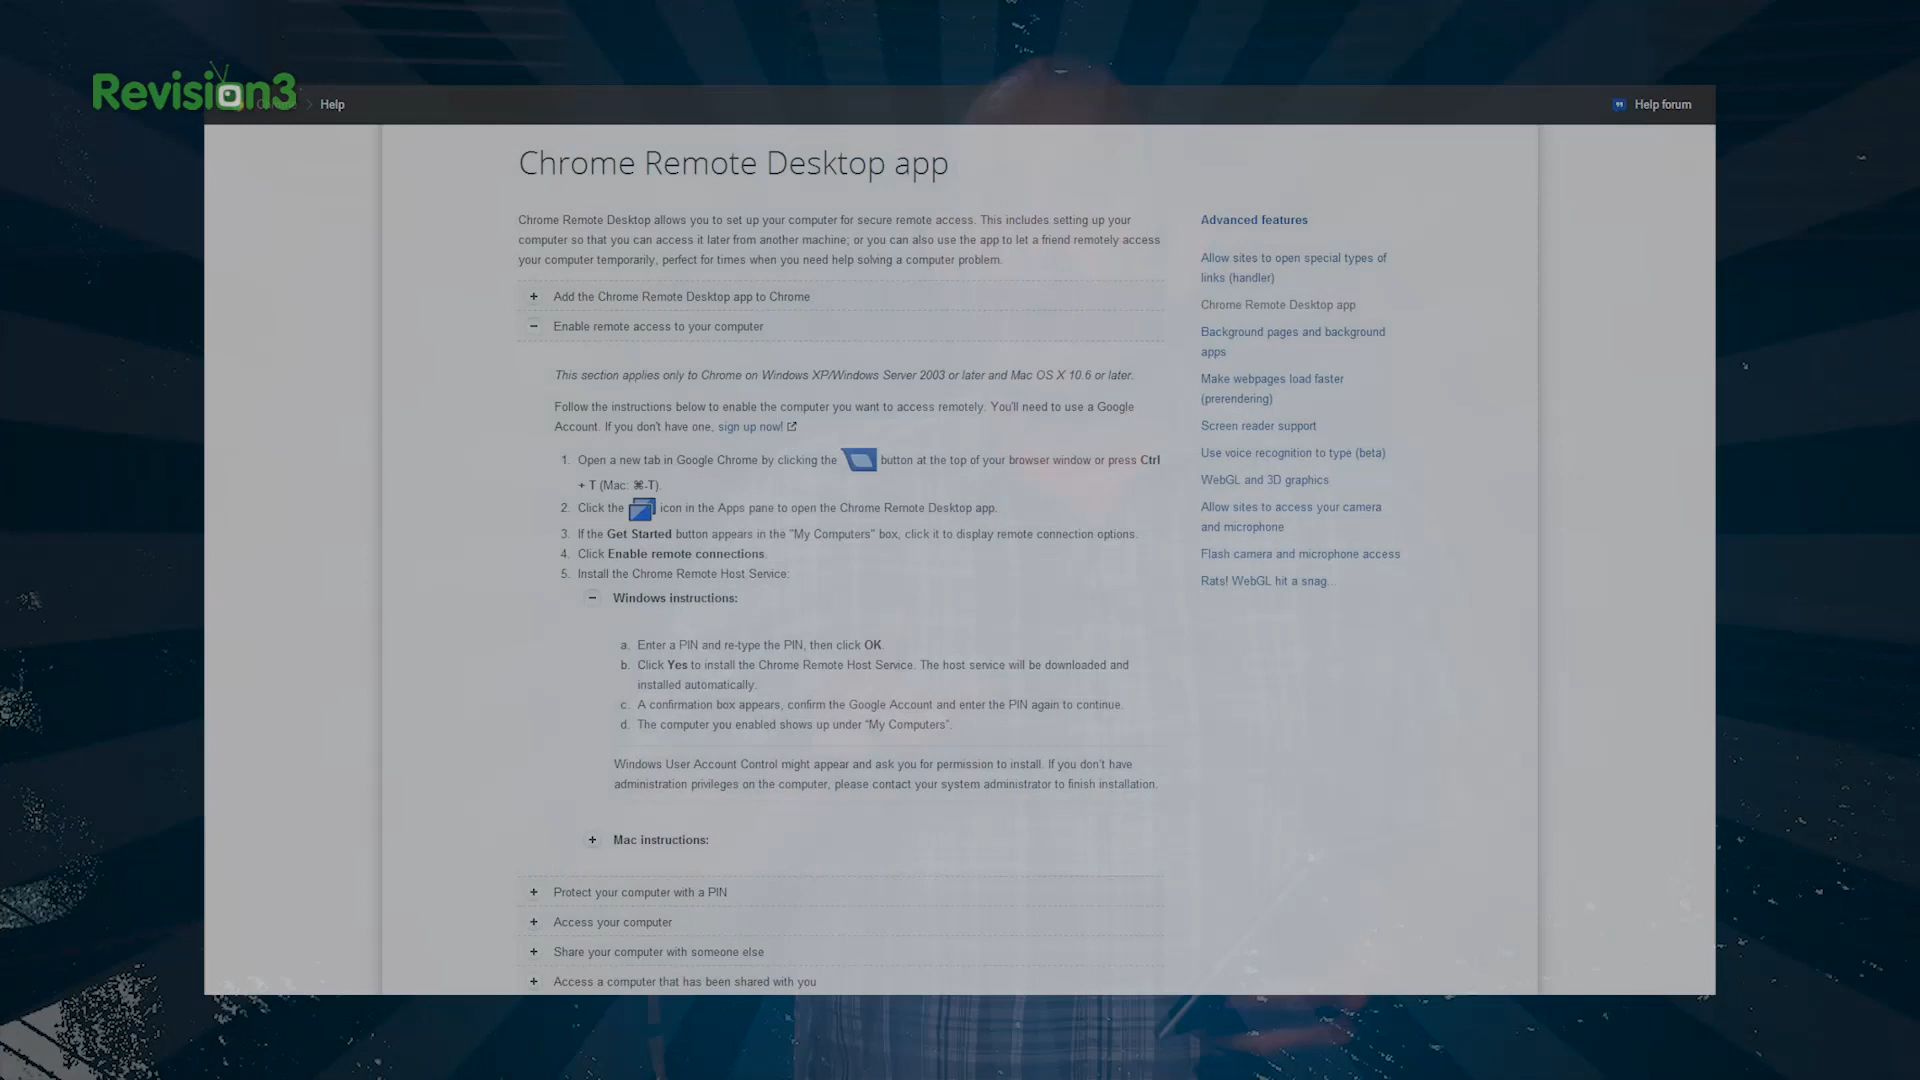 Revision3
Chrome > Help
Help forum
Chrome Remote Desktop app
Chrome Remote Desktop allows you to set up your computer for secure remote access. This includes setting up your
computer so that you can access it later from another machine; or you can also use the app to let a friend remotely access
your computer temporarily, perfect for times when you need help solving a computer problem.
+ Add the Chrome Remote Desktop app to Chrome
− Enable remote access to your computer
This section applies only to Chrome on Windows XP/Windows Server 2003 or later and Mac OS X 10.6 or later.
Follow the instructions below to enable the computer you want to access remotely. You'll need to use a Google
Account. If you don't have one, sign up now!
1. Open a new tab in Google Chrome by clicking the button at the top of your browser window or press Ctrl
+ T (Mac: ⌘-T).
2. Click the icon in the Apps pane to open the Chrome Remote Desktop app.
3. If the Get Started button appears in the "My Computers" box, click it to display remote connection options.
4. Click Enable remote connections.
5. Install the Chrome Remote Host Service:
− Windows instructions:
a. Enter a PIN and re-type the PIN, then click OK.
b. Click Yes to install the Chrome Remote Host Service. The host service will be downloaded and
installed automatically.
c. A confirmation box appears, confirm the Google Account and enter the PIN again to continue.
d. The computer you enabled shows up under "My Computers".
Windows User Account Control might appear and ask you for permission to install. If you don't have
administration privileges on the computer, please contact your system administrator to finish installation.
+ Mac instructions:
+ Protect your computer with a PIN
+ Access your computer
+ Share your computer with someone else
+ Access a computer that has been shared with you
Advanced features
Allow sites to open special types of
links (handler)
Chrome Remote Desktop app
Background pages and background
apps
Make webpages load faster
(prerendering)
Screen reader support
Use voice recognition to type (beta)
WebGL and 3D graphics
Allow sites to access your camera
and microphone
Flash camera and microphone access
Rats! WebGL hit a snag...